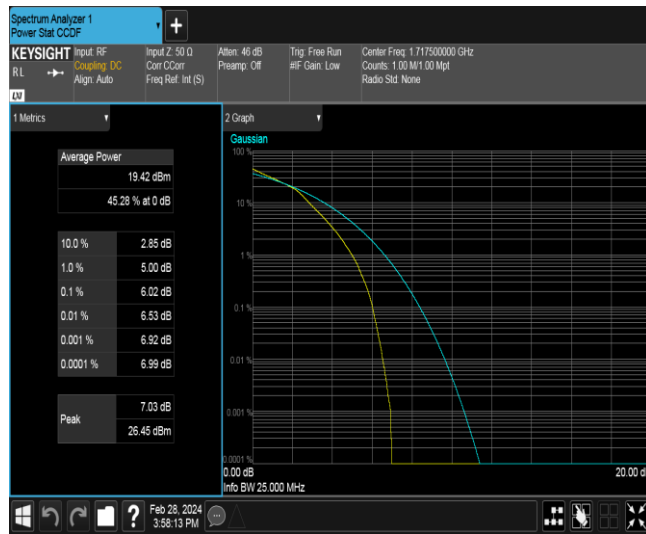 Spectrum Analyzer 1
Power Stat CCDF
+
KEYSIGHT
RL
LXI
Input: RF
Coupling: DC
Align: Auto
Input Z: 50 Ω
Corr CCorr
Freq Ref: Int (S)
Atten: 46 dB
Preamp: Off
Trig: Free Run
#IF Gain: Low
Center Freq: 1.717500000 GHz
Counts: 1.00 M/1.00 Mpt
Radio Std: None
1 Metrics
Average Power
19.42 dBm
45.28 % at 0 dB
10.0 % 2.85 dB
1.0 % 5.00 dB
0.1 % 6.02 dB
0.01 % 6.53 dB
0.001 % 6.92 dB
0.0001 % 6.99 dB
Peak
7.03 dB
26.45 dBm
2 Graph
Gaussian
100 %
10 %
1 %
0.1 %
0.01 %
0.001 %
0.0001 %
0.00 dB
20.00 d
Info BW 25.000 MHz
?
Feb 28, 2024
3:58:13 PM